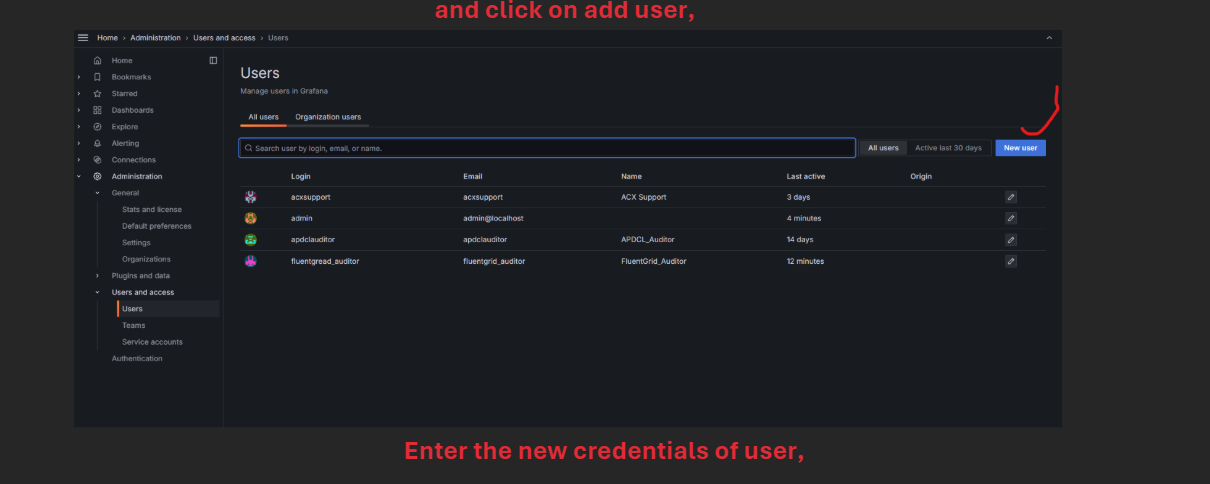 and click on add user,
Home › Administration › Users and access › Users
Home
Bookmarks
Starred
Dashboards
Explore
Alerting
Connections
Administration
General
Stats and license
Default preferences
Settings
Organizations
Plugins and data
Users and access
Users
Teams
Service accounts
Authentication
Users
Manage users in Grafana
All users Organization users
Search user by login, email, or name. All users Active last 30 days New user
Login Email Name Last active Origin
acxsupport acxsupport ACX Support 3 days
admin admin@localhost 4 minutes
apdclauditor apdclauditor APDCL_Auditor 14 days
fluentgread_auditor fluentgrid_auditor FluentGrid_Auditor 12 minutes
Enter the new credentials of user,